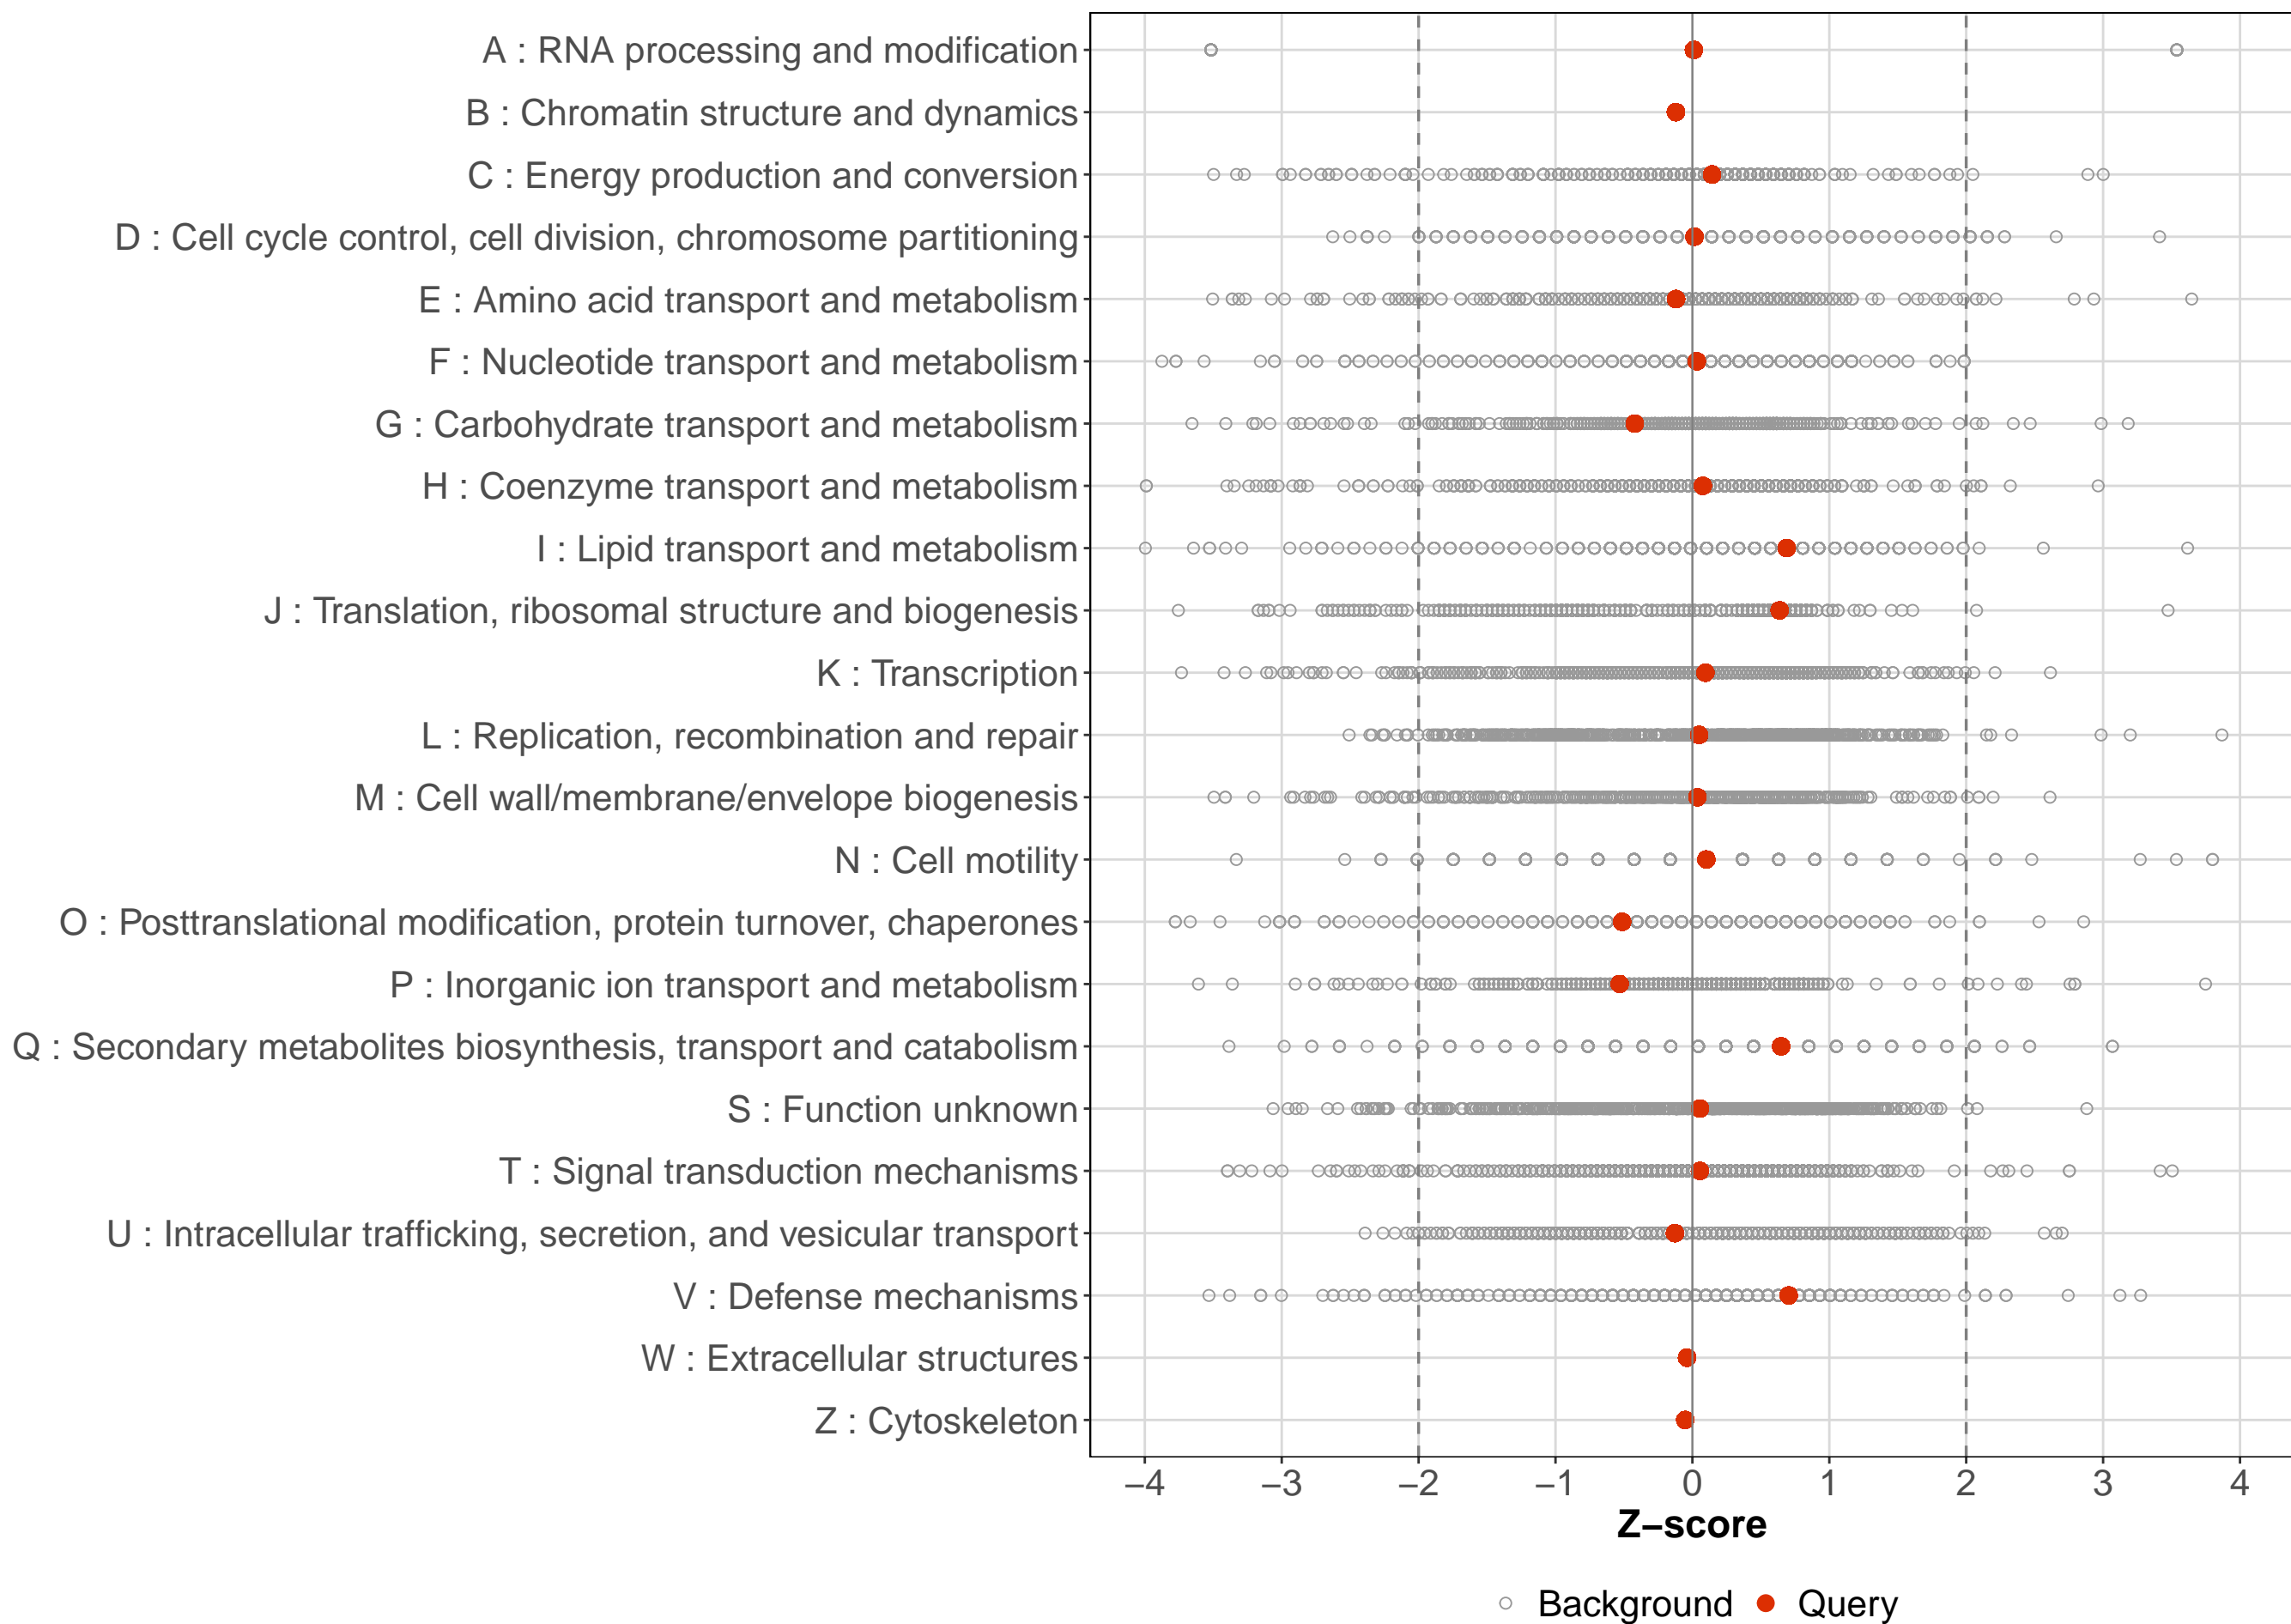 A : RNA processing and modification
B : Chromatin structure and dynamics
C : Energy production and conversion
D : Cell cycle control, cell division, chromosome partitioning
E : Amino acid transport and metabolism
F : Nucleotide transport and metabolism
G : Carbohydrate transport and metabolism
H : Coenzyme transport and metabolism
I : Lipid transport and metabolism
J : Translation, ribosomal structure and biogenesis
K : Transcription
L : Replication, recombination and repair
M : Cell wall/membrane/envelope biogenesis
N : Cell motility
O : Posttranslational modification, protein turnover, chaperones
P : Inorganic ion transport and metabolism
Q : Secondary metabolites biosynthesis, transport and catabolism
S : Function unknown
T : Signal transduction mechanisms
U : Intracellular trafficking, secretion, and vesicular transport
V : Defense mechanisms
W : Extracellular structures
Z : Cytoskeleton
−4 −3 −2 −1 0 1 2 3 4
Z−score
Background Query